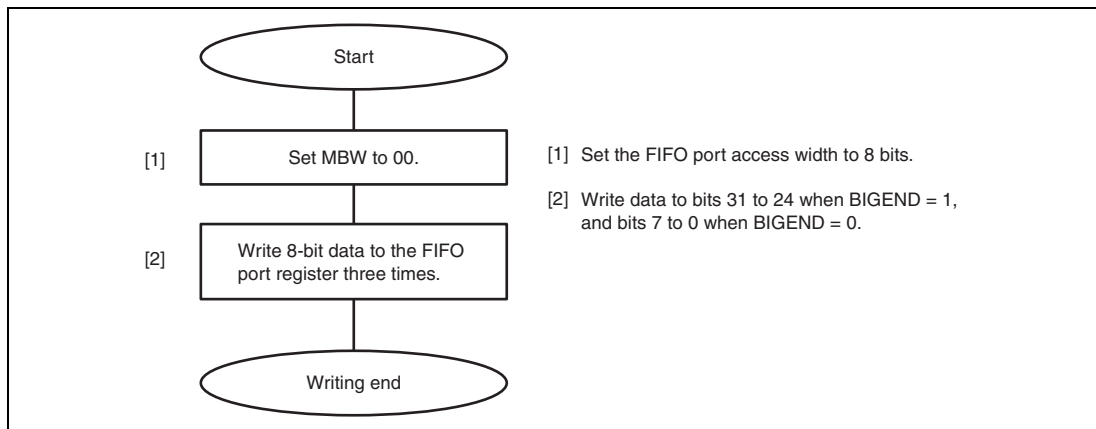 Start
[1]
Set MBW to 00.
[1] Set the FIFO port access width to 8 bits.
[2] Write data to bits 31 to 24 when BIGEND = 1,
and bits 7 to 0 when BIGEND = 0.
[2]
Write 8-bit data to the FIFO
port register three times.
Writing end